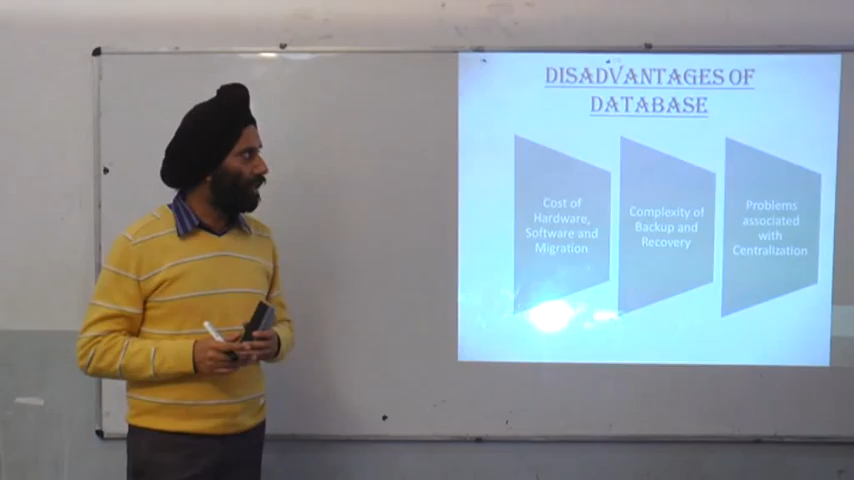 DISADVANTAGES OF
DATABASE
Cost of
Hardware,
Software and
Migration
Complexity of
Backup and
Recovery
Problems
associated
with
Centralization